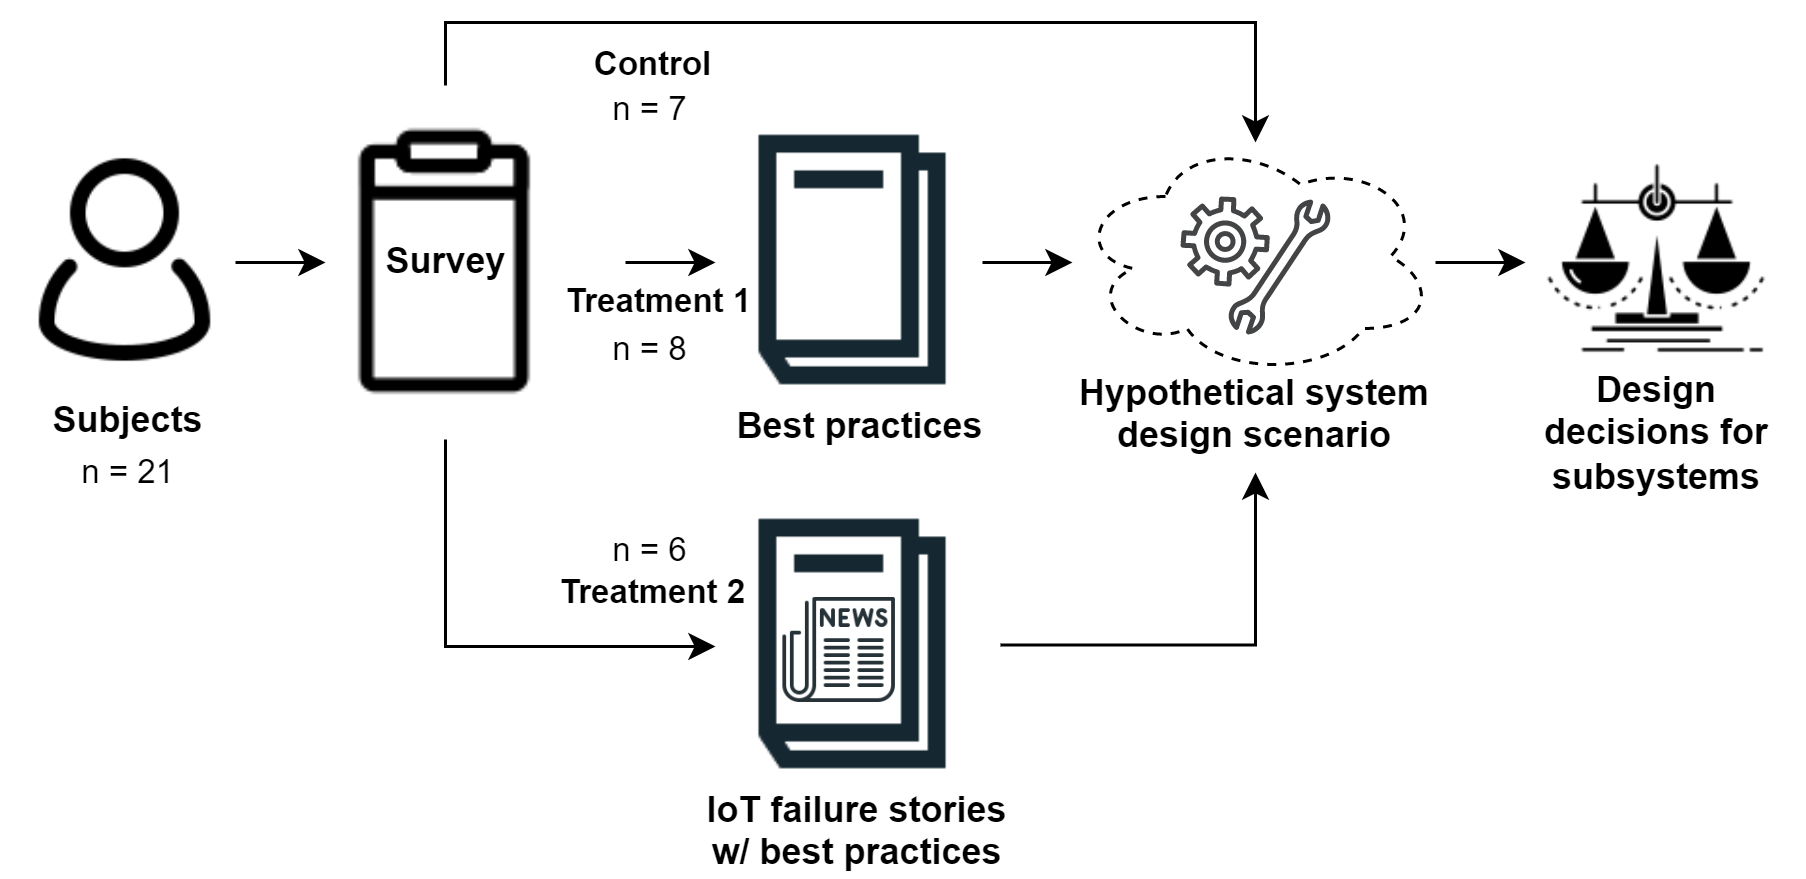 Control
n = 7
Survey
Treatment 1
n = 8
Subjects
n = 21
Best practices
Hypothetical system
design scenario
Design
decisions for
subsystems
n = 6
Treatment 2
NEWS
IoT failure stories
w/ best practices